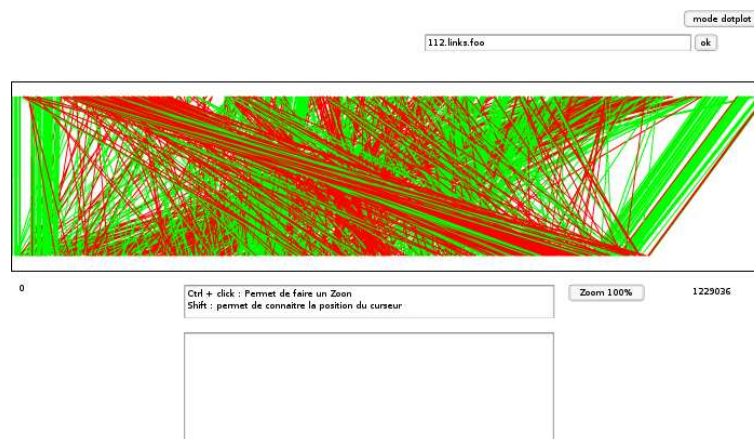 mode dotplot
112.links.foo
ok
0
Ctrl + click : Permet de faire un Zoon
Shift : permet de connaitre la position du curseur
Zoom 100%
1229036